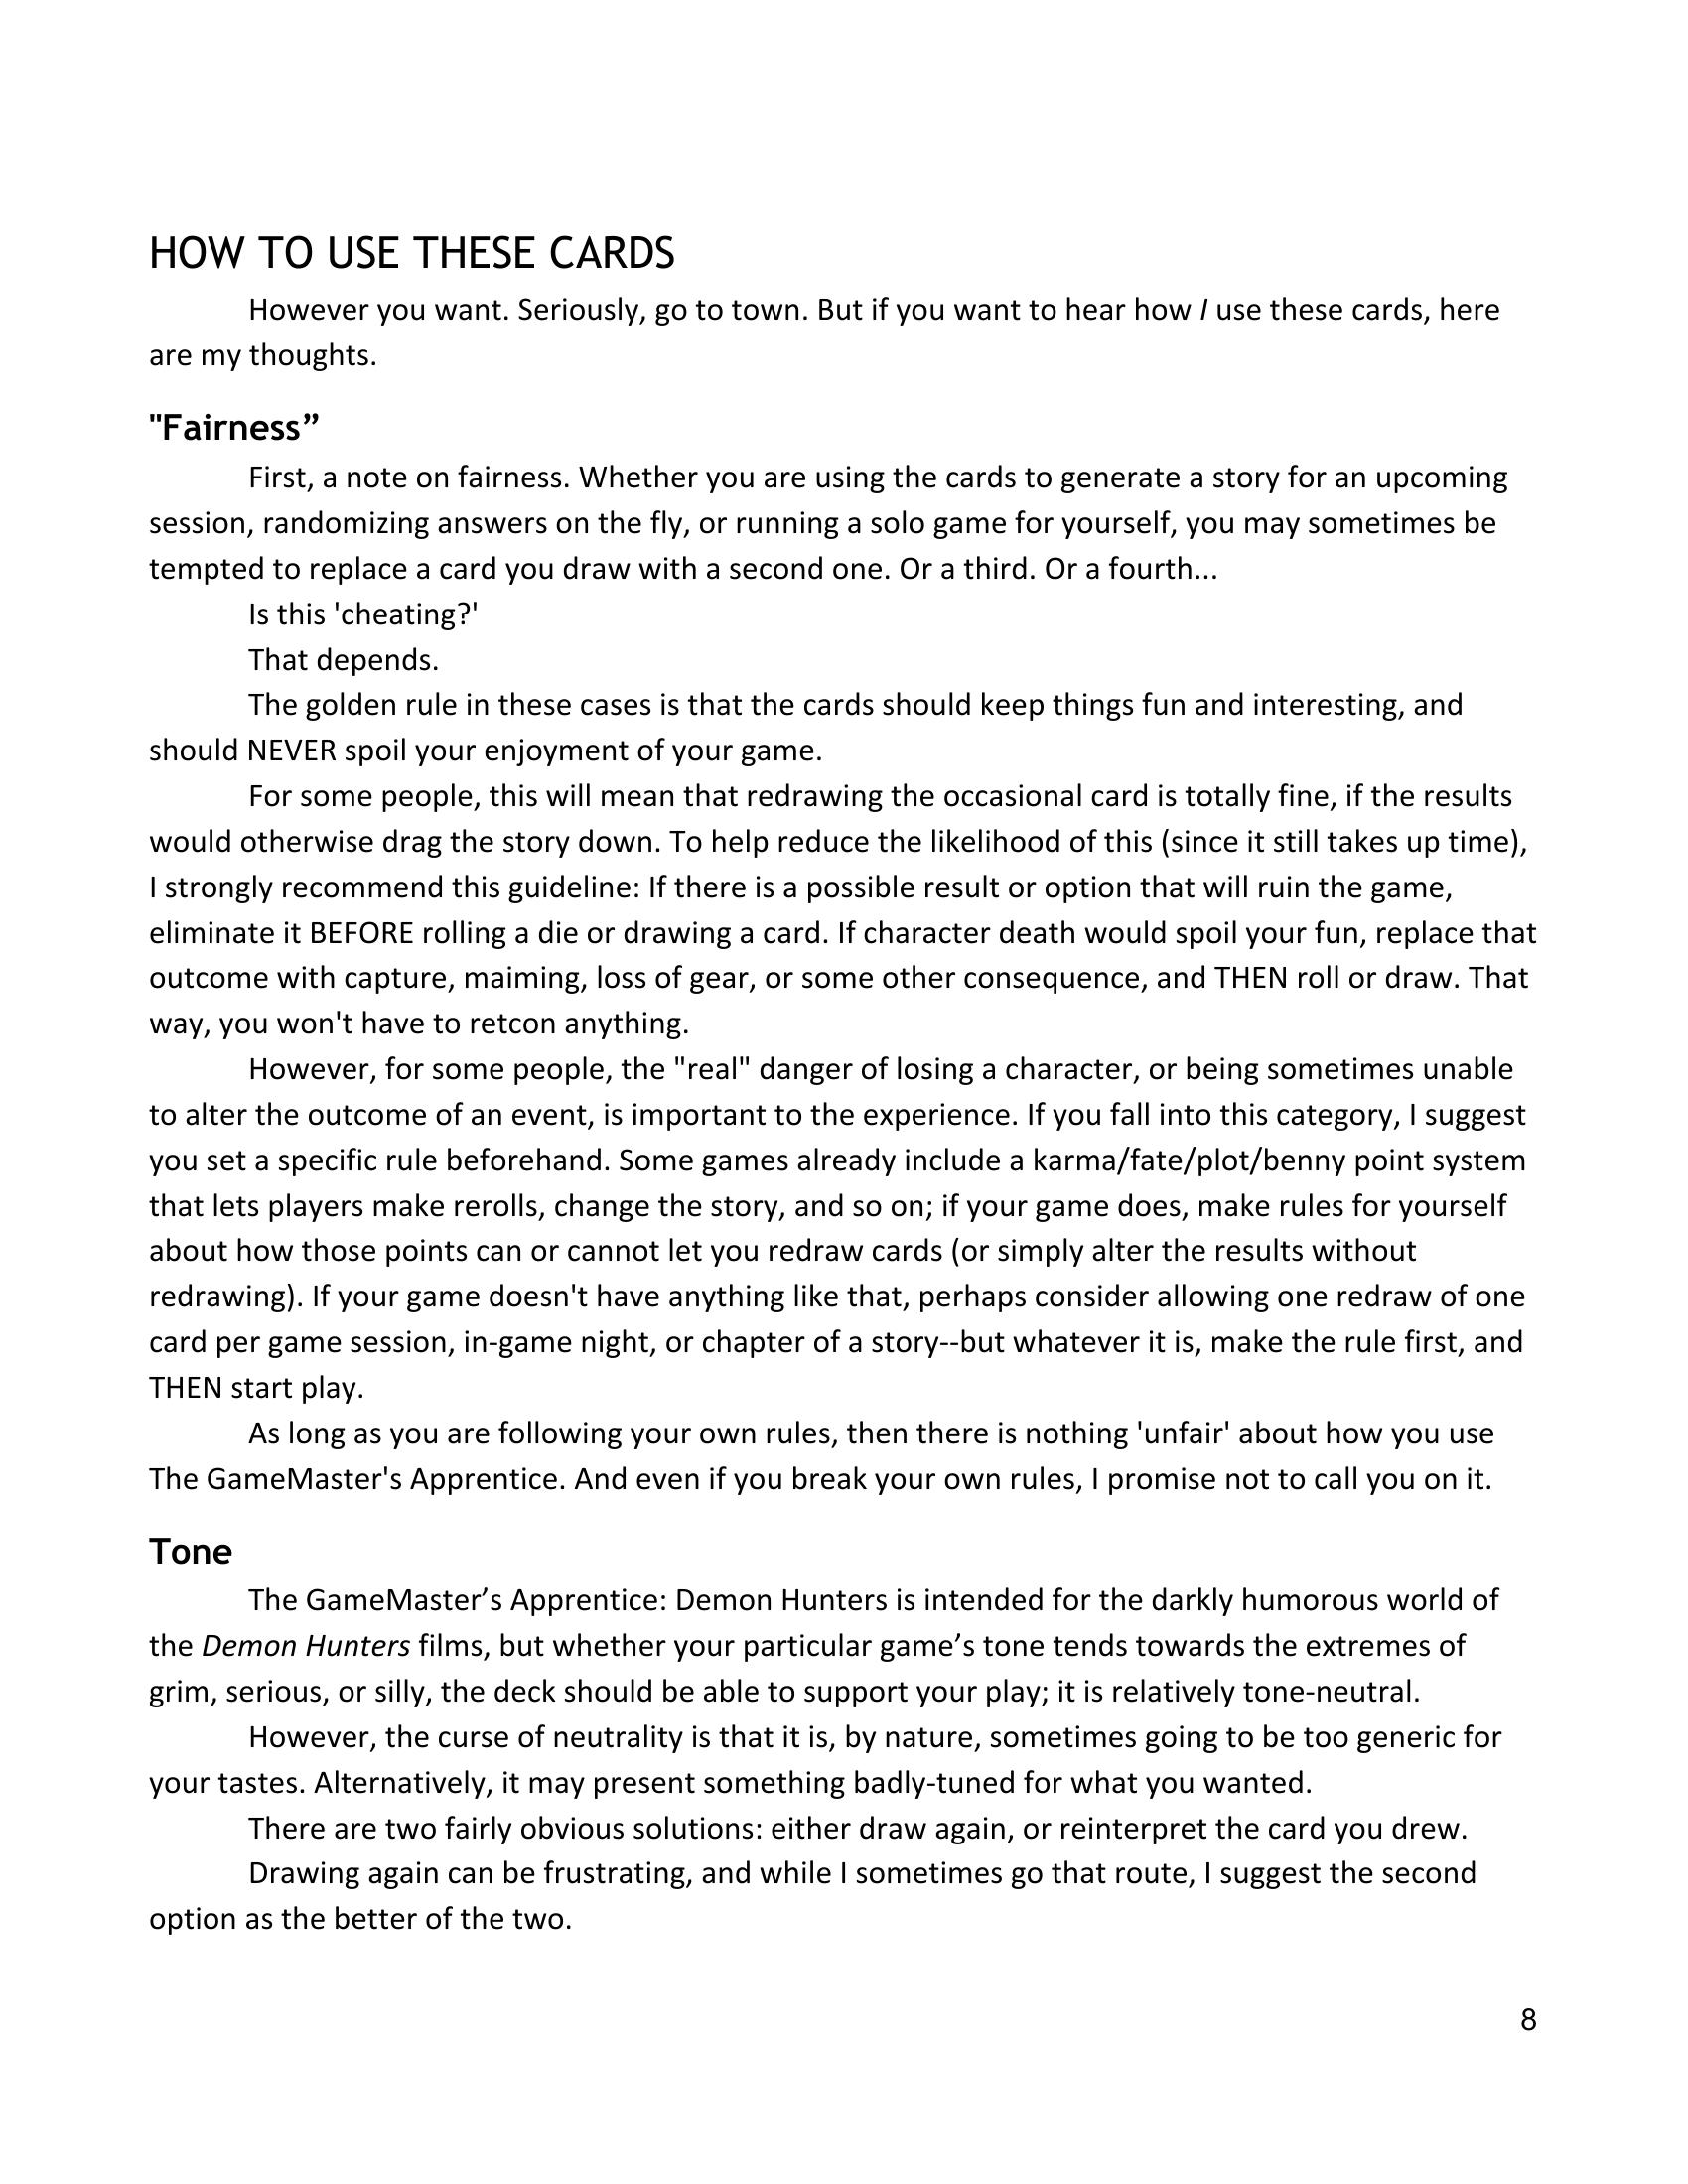 HOW TO USE THESE CARDS
However you want. Seriously, go to town. But if you want to hear how I use these cards, here
are my thoughts.
"Fairness”
First, a note on fairness. Whether you are using the cards to generate a story for an upcoming
session, randomizing answers on the fly, or running a solo game for yourself, you may sometimes be
tempted to replace a card you draw with a second one. Or a third. Or a fourth...
Is this 'cheating?'
That depends.
The golden rule in these cases is that the cards should keep things fun and interesting, and
should NEVER spoil your enjoyment of your game.
For some people, this will mean that redrawing the occasional card is totally fine, if the results
would otherwise drag the story down. To help reduce the likelihood of this (since it still takes up time),
I strongly recommend this guideline: If there is a possible result or option that will ruin the game,
eliminate it BEFORE rolling a die or drawing a card. If character death would spoil your fun, replace that
outcome with capture, maiming, loss of gear, or some other consequence, and THEN roll or draw. That
way, you won't have to retcon anything.
However, for some people, the "real" danger of losing a character, or being sometimes unable
to alter the outcome of an event, is important to the experience. If you fall into this category, I suggest
you set a specific rule beforehand. Some games already include a karma/fate/plot/benny point system
that lets players make rerolls, change the story, and so on; if your game does, make rules for yourself
about how those points can or cannot let you redraw cards (or simply alter the results without
redrawing). If your game doesn't have anything like that, perhaps consider allowing one redraw of one
card per game session, in-game night, or chapter of a story--but whatever it is, make the rule first, and
THEN start play.
As long as you are following your own rules, then there is nothing 'unfair' about how you use
The GameMaster's Apprentice. And even if you break your own rules, I promise not to call you on it.
Tone
The GameMaster’s Apprentice: Demon Hunters is intended for the darkly humorous world of
the Demon Hunters films, but whether your particular game’s tone tends towards the extremes of
grim, serious, or silly, the deck should be able to support your play; it is relatively tone-neutral.
However, the curse of neutrality is that it is, by nature, sometimes going to be too generic for
your tastes. Alternatively, it may present something badly-tuned for what you wanted.
There are two fairly obvious solutions: either draw again, or reinterpret the card you drew.
Drawing again can be frustrating, and while I sometimes go that route, I suggest the second
option as the better of the two.
8